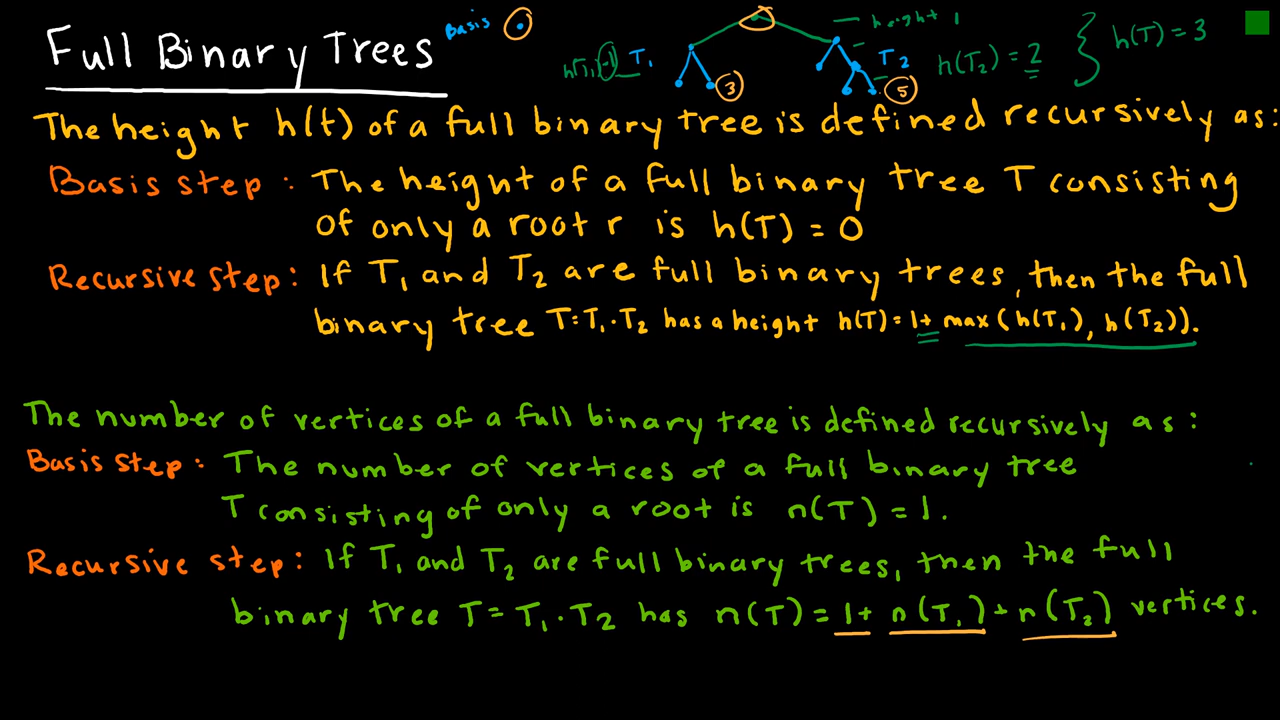 Full Binary Trees
Basis
height 1
h(T1)=1 T1
T2
h(T2)=2
h(T)=3
3
5
The height h(t) of a full binary tree is defined recursively as:
Basis step: The height of a full binary tree T consisting
of only a root r is h(T)=0
Recursive step: If T1 and T2 are full binary trees, then the full
binary tree T=T1·T2 has a height h(T)=1+max(h(T1), h(T2)).
The number of vertices of a full binary tree is defined recursively as:
Basis step: The number of vertices of a full binary tree
T consisting of only a root is n(T)=1.
Recursive step: If T1 and T2 are full binary trees, then the full
binary tree T=T1·T2 has n(T)=1+n(T1)+n(T2) vertices.